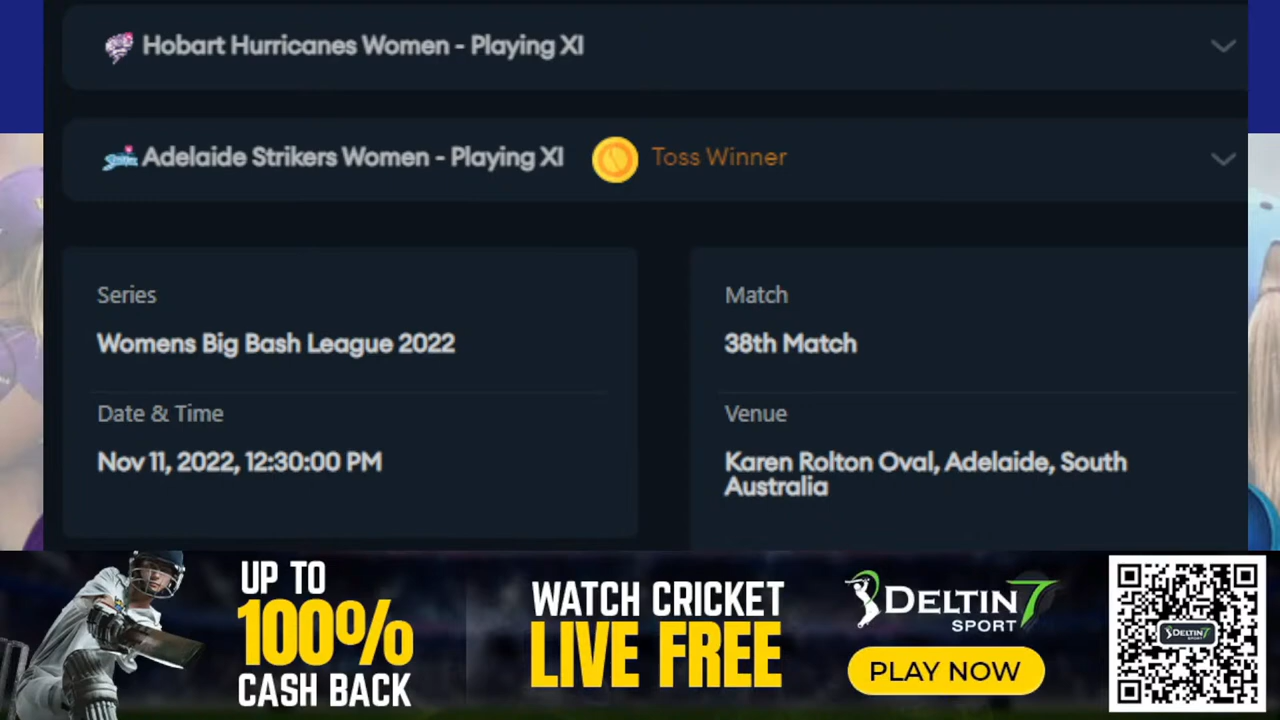 Hobart Hurricanes Women - Playing XI
Adelaide Strikers Women - Playing XI
Toss Winner
Series
Womens Big Bash League 2022
Date & Time
Nov 11, 2022, 12:30:00 PM
Match
38th Match
Venue
Karen Rolton Oval, Adelaide, South
Australia
UP TO
100%
CASH BACK
WATCH CRICKET
LIVE FREE
DELTIN7
SPORT
PLAY NOW
DELTIN7
SPORT